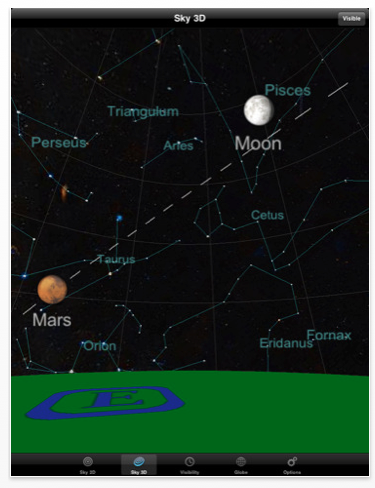 Sky 3D
Visible
Pisces
Triangulum
Perseus
Aries
Moon
Cetus
Taurus
Mars
Orion
Eridanus
Fornax
E
Sky 2D
Sky 3D
Visibility
Globe
Options